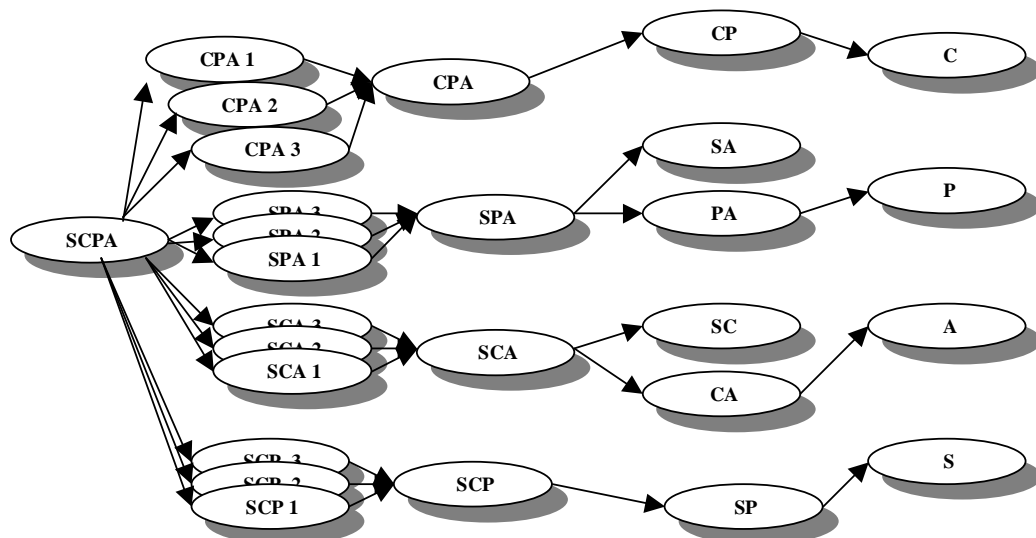 CPA 1
CPA 2
CPA 3
CPA
CP
C
SCPA
SPA 3
SPA 2
SPA 1
SPA
SA
PA
P
SCA 3
SCA 2
SCA 1
SCA
SC
CA
A
SCP 3
SCP 2
SCP 1
SCP
SP
S